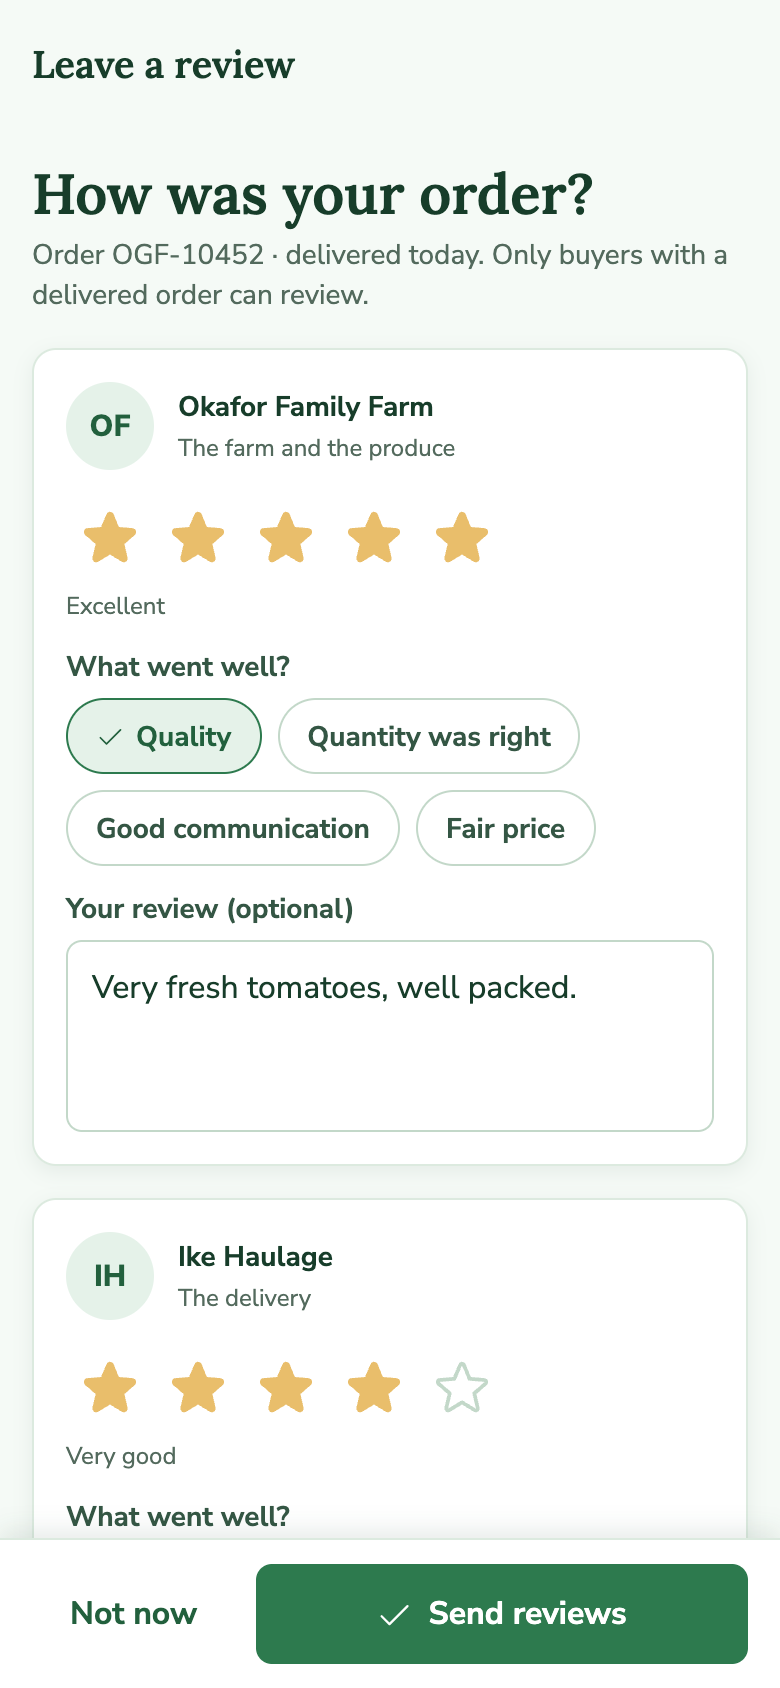 Leave a review
How was your order?
Order OGF-10452 · delivered today. Only buyers with a
delivered order can review.
OF
Okafor Family Farm
The farm and the produce
Excellent
What went well?
Quality
Quantity was right
Good communication
Fair price
Your review (optional)
Very fresh tomatoes, well packed.
IH
Ike Haulage
The delivery
Very good
What went well?
Not now
Send reviews